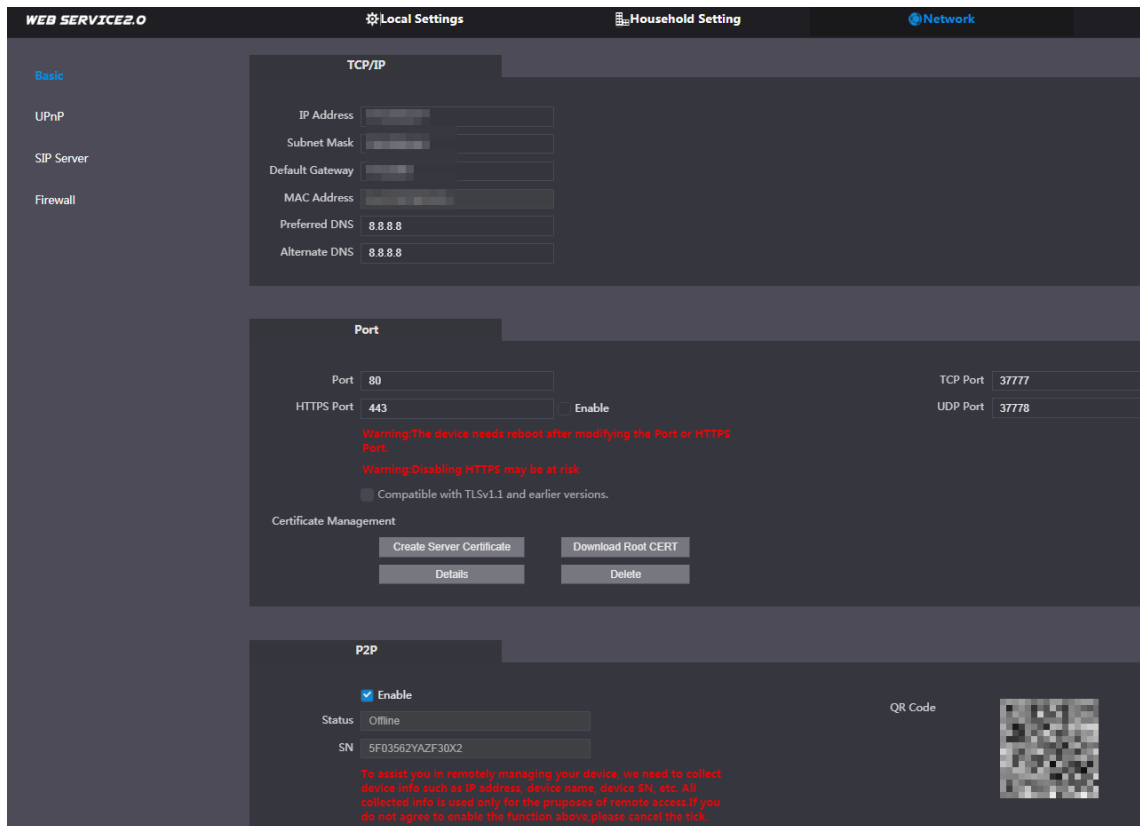 WEB SERVICE2.0
Local Settings
Household Setting
Network
Basic
UPnP
SIP Server
Firewall
TCP/IP
IP Address
Subnet Mask
Default Gateway
MAC Address
Preferred DNS 8.8.8.8
Alternate DNS 8.8.8.8
Port
Port 80
TCP Port 37777
HTTPS Port 443 Enable
UDP Port 37778
Warning:The device needs reboot after modifying the Port or HTTPS
Port.
Warning:Disabling HTTPS may be at risk
Compatible with TLSv1.1 and earlier versions.
Certificate Management
Create Server Certificate
Download Root CERT
Details
Delete
P2P
Enable
Status Offline
SN 5F03562YAZF30X2
QR Code
To assist you in remotely managing your device, we need to collect
device info such as IP address, device name, device SN, etc. All
collected info is used only for the pruposes of remote access.If you
do not agree to enable the function above,please cancel the tick.